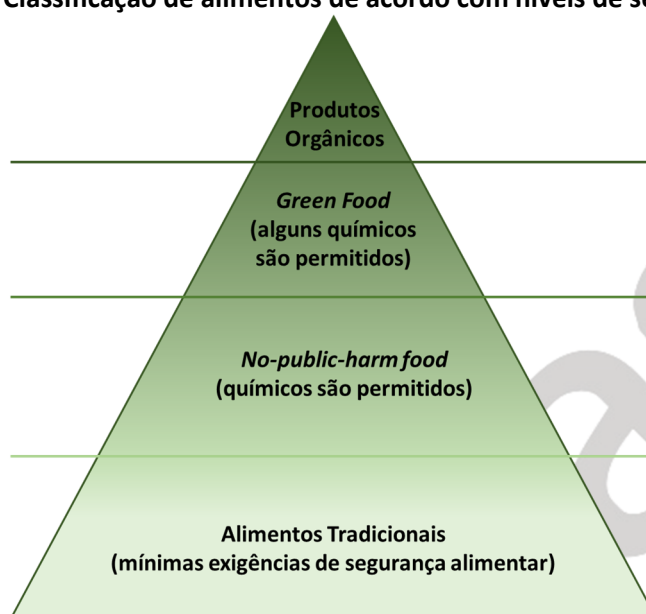 Classificação de alimentos de acordo com níveis de
Produtos
Orgânicos
Green Food
(alguns químicos
são permitidos)
No-public-harm food
(químicos são permitidos)
Alimentos Tradicionais
(mínimas exigências de segurança alimentar)